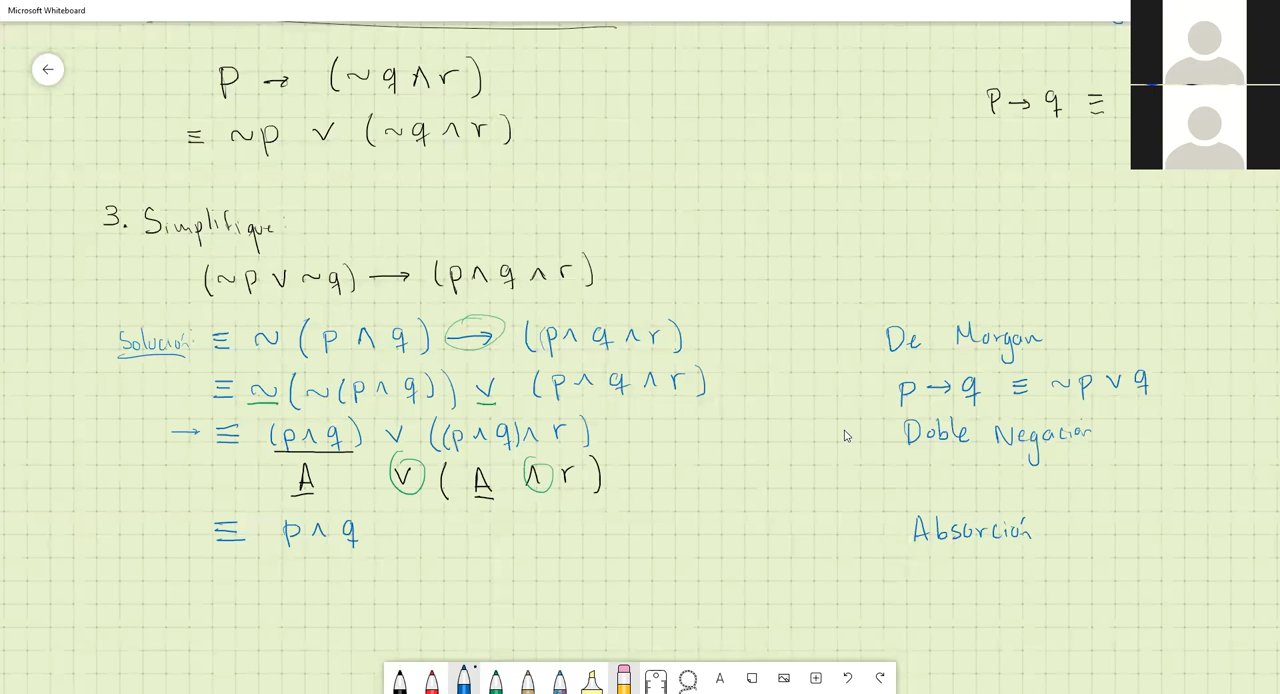 Microsoft Whiteboard
p → (~q ∧ r)
p → q ≡
≡ ~p ∨ (~q ∧ r)
3. Simplifique:
(~p ∨ ~q) → (p ∧ q ∧ r)
Solución: ≡ ~(p ∧ q) → (p ∧ q ∧ r) De Morgan
≡ ~(~(p ∧ q)) ∨ (p ∧ q ∧ r) p → q ≡ ~p ∨ q
→ ≡ (p ∧ q) ∨ ((p ∧ q) ∧ r) Doble Negación
A ∨ (A ∧ r)
≡ p ∧ q Absorción
A